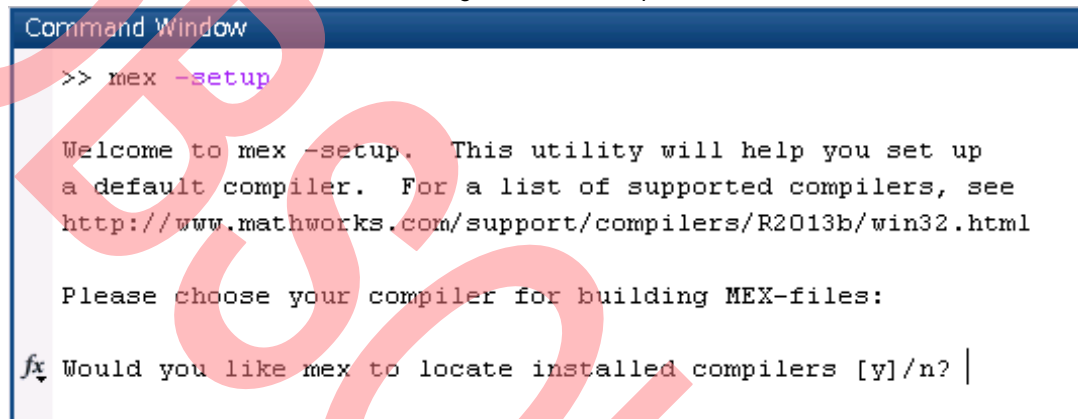 Command Window
>> mex -setup
Welcome to mex -setup.  This utility will help you set up
a default compiler.  For a list of supported compilers, see
http://www.mathworks.com/support/compilers/R2013b/win32.html
Please choose your compiler for building MEX-files:
fx Would you like mex to locate installed compilers [y]/n?